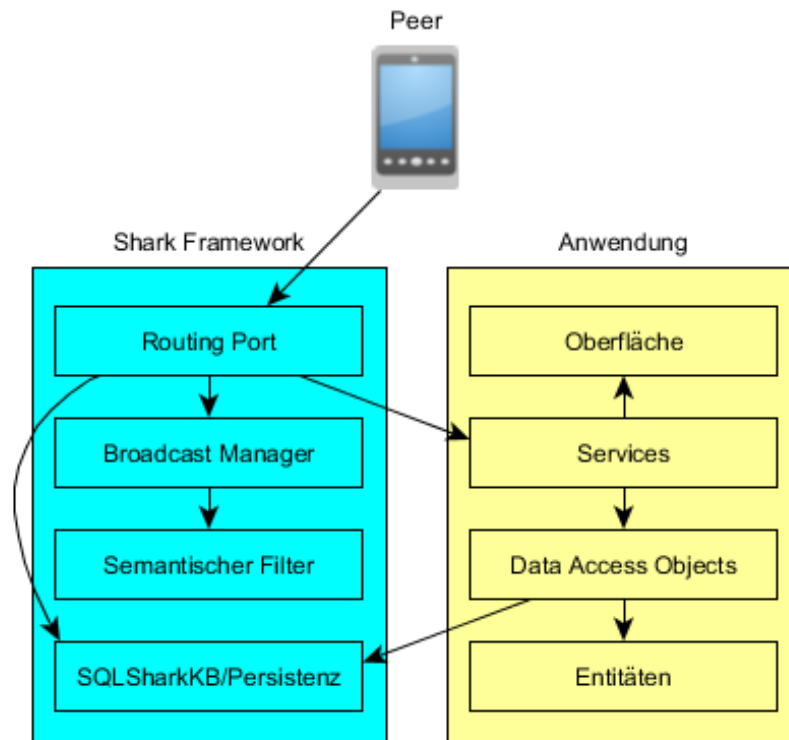 Peer
Shark Framework
Anwendung
Routing Port
Oberfläche
Broadcast Manager
Services
Semantischer Filter
Data Access Objects
SQLSharkKB/Persistenz
Entitäten